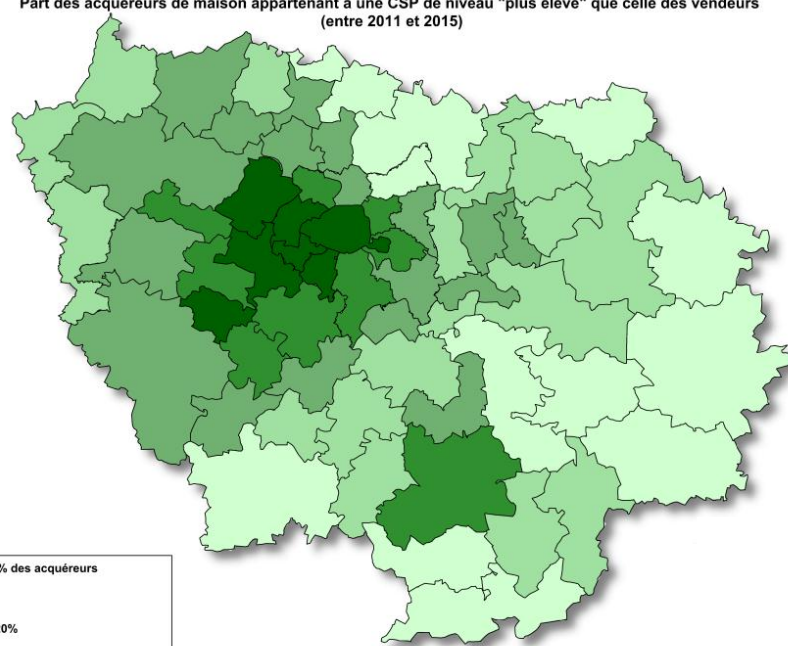 Part des acquéreurs de maison appartenant à une CSP de niveau "plus élevé" que celle des vendeurs
(entre 2011 et 2015)
% des acquéreurs